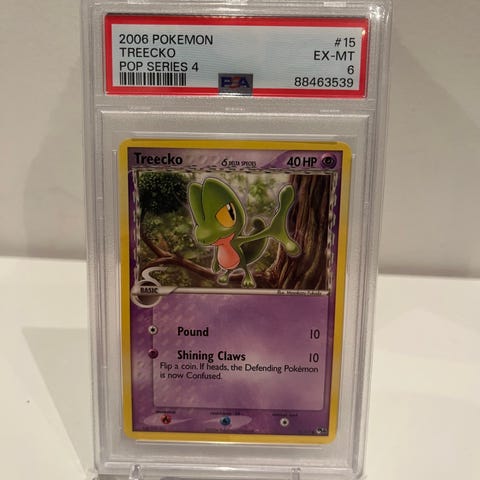 2006 POKEMON #15
TREECKO EX-MT
POP SERIES 4 6
PSA 88463539
Treecko δ DELTA SPECIES 40 HP
BASIC
Pound 10
Shining Claws 10
Flip a coin. If heads, the Defending Pokémon
is now Confused.